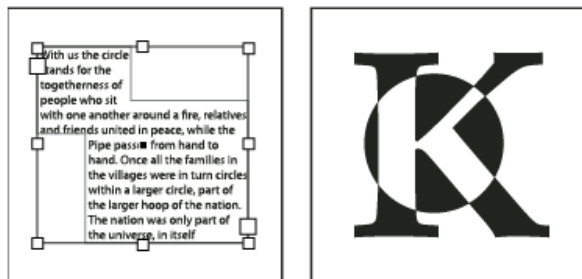 With us the circle
stands for the
togetherness of
people who sit
with one another around a fire, relatives
and friends united in peace, while the
Pipe passes from hand to
hand. Once all the families in
the villages were in turn circles
within a larger circle, part of
the larger hoop of the nation.
The nation was only part of
the universe, in itself
K